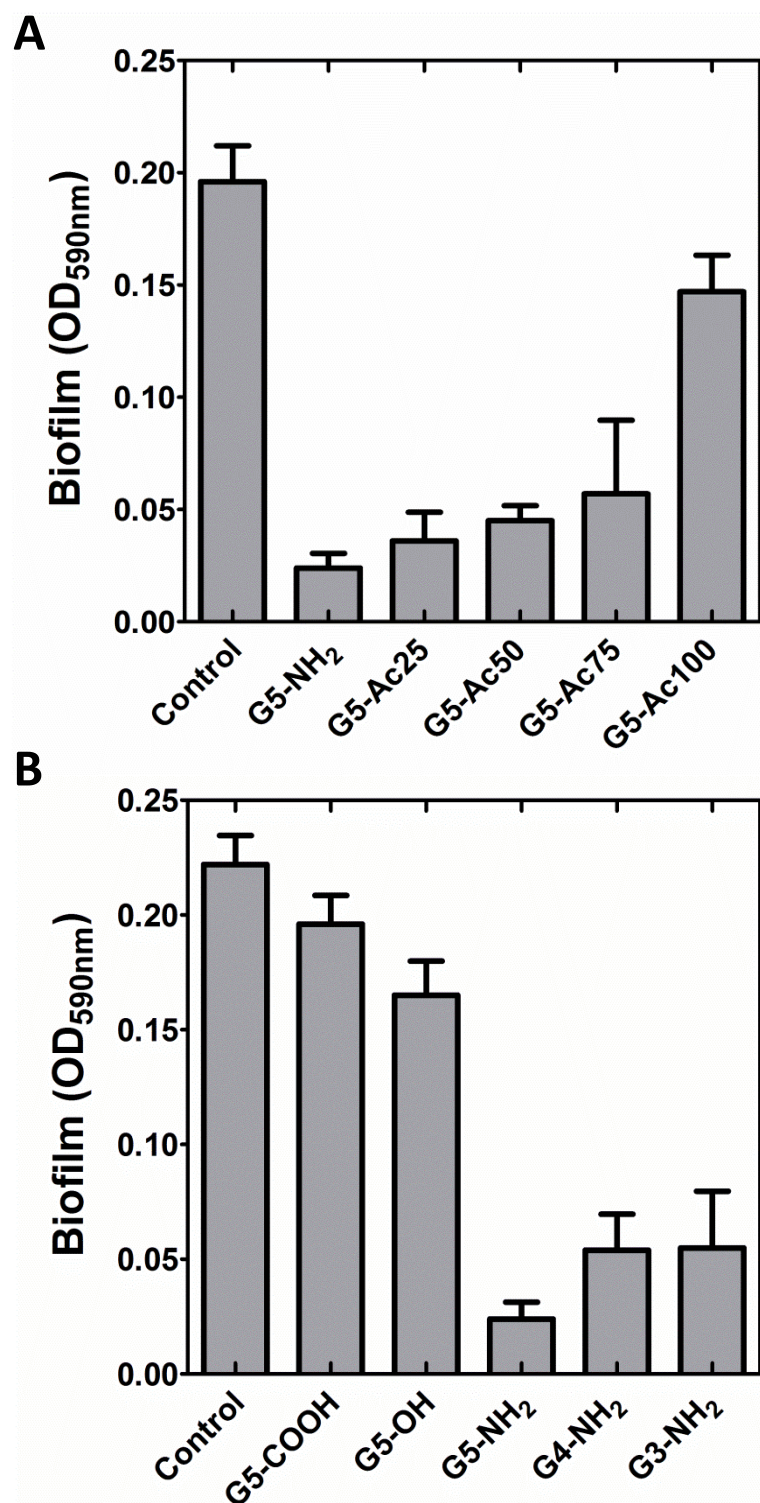 A
Biofilm (OD590nm)
0.25
0.20
0.15
0.10
0.05
0.00
Control
G5-NH2
G5-Ac25
G5-Ac50
G5-Ac75
G5-Ac100
B
Biofilm (OD590nm)
0.25
0.20
0.15
0.10
0.05
0.00
Control
G5-COOH
G5-OH
G5-NH2
G4-NH2
G3-NH2